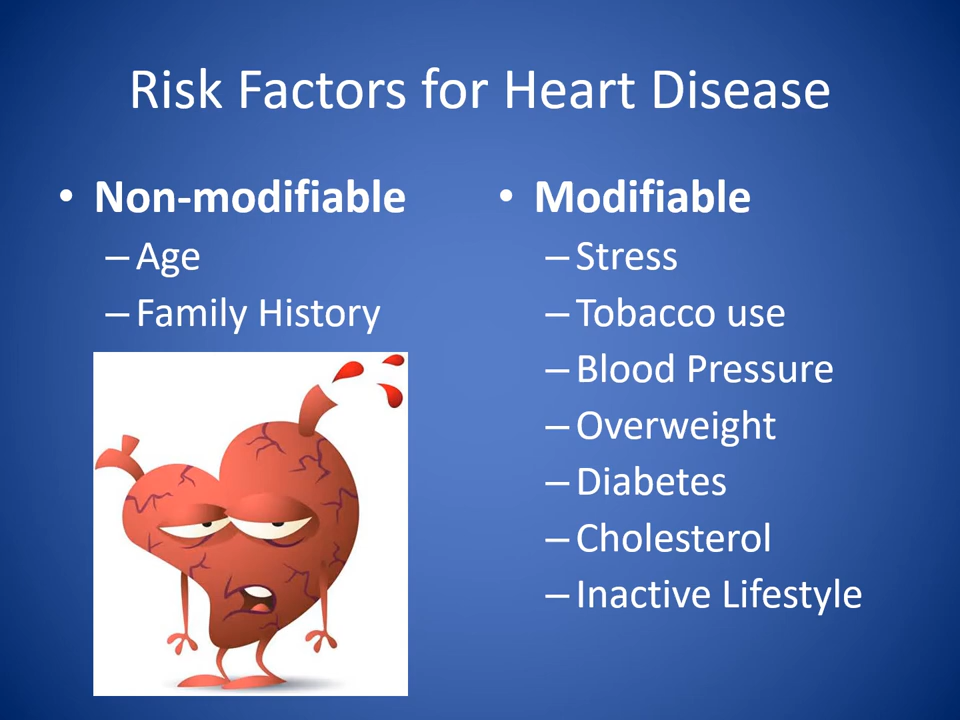 Risk Factors for Heart Disease
• Non-modifiable
– Age
– Family History
• Modifiable
– Stress
– Tobacco use
– Blood Pressure
– Overweight
– Diabetes
– Cholesterol
– Inactive Lifestyle